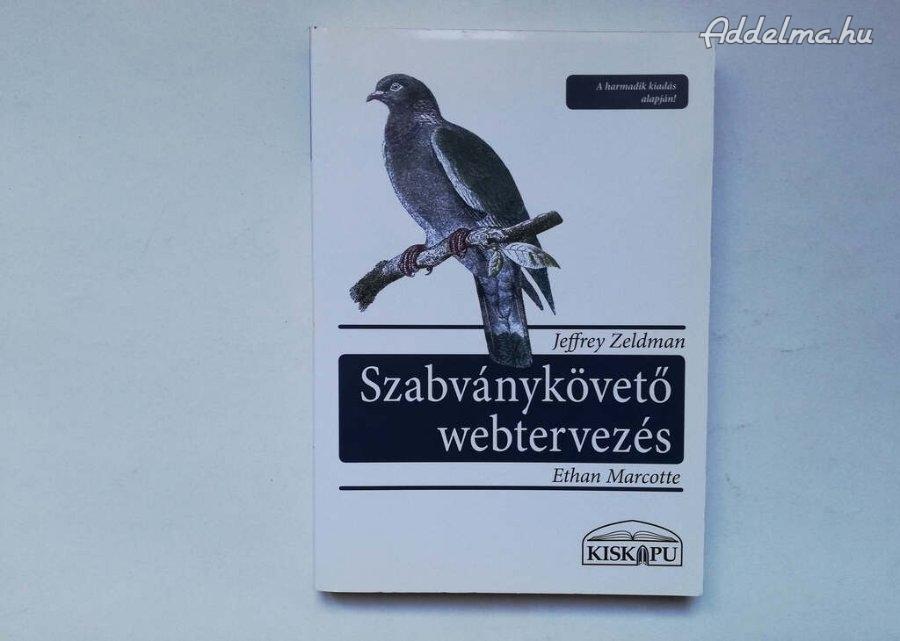 Addelma.hu
A harmadik kiadás
alapján!
Jeffrey Zeldman
Szabványkövető
webtervezés
Ethan Marcotte
KISKAPU